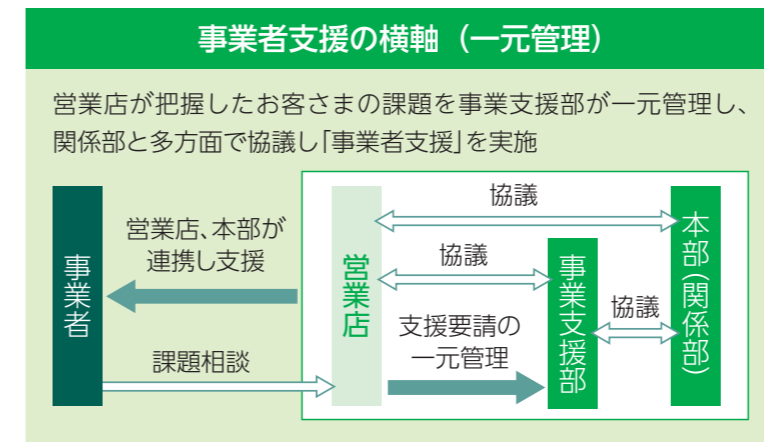 事業者支援の横軸（一元管理）
営業店が把握したお客さまの課題を事業支援部が一元管理し、
関係部と多方面で協議し「事業者支援」を実施
事業者
営業店、本部が
連携し支援
課題相談
営業店
協議
協議
支援要請の
一元管理
事業支援部
協議
本部（関係部）